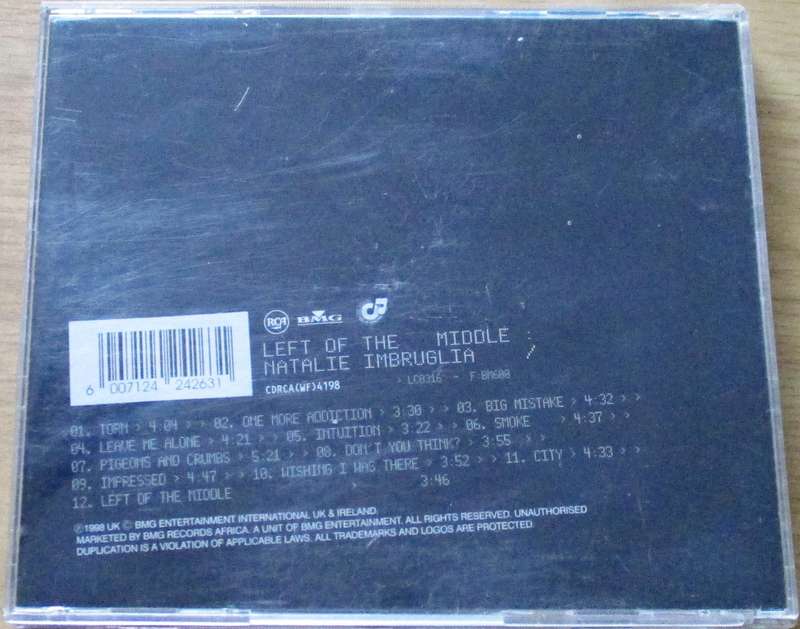 RCA BMG
LEFT OF THE MIDDLE :
NATALIE IMBRUGLIA
CDRCA(WF)4198 > LC0316 - F-BM600
6 007124 242631
01. TORN > 4:04 > > 02. ONE MORE ADDICTION > 3:30 > > 03. BIG MISTAKE > 4:32 > >
04. LEAVE ME ALONE > 4:21 > > 05. INTUITION > 3:22 > > 06. SMOKE > 4:37 > >
07. PIGEONS AND CRUMBS > 5:21 > > 08. DON'T YOU THINK? > 3:55 > >
09. IMPRESSED > 4:47 > > 10. WISHING I WAS THERE > 3:52 > > 11. CITY > 4:33 > >
12. LEFT OF THE MIDDLE 3:46
℗1998 UK © BMG ENTERTAINMENT INTERNATIONAL UK & IRELAND.
MARKETED BY BMG RECORDS AFRICA. A UNIT OF BMG ENTERTAINMENT. ALL RIGHTS RESERVED. UNAUTHORISED
DUPLICATION IS A VIOLATION OF APPLICABLE LAWS. ALL TRADEMARKS AND LOGOS ARE PROTECTED.